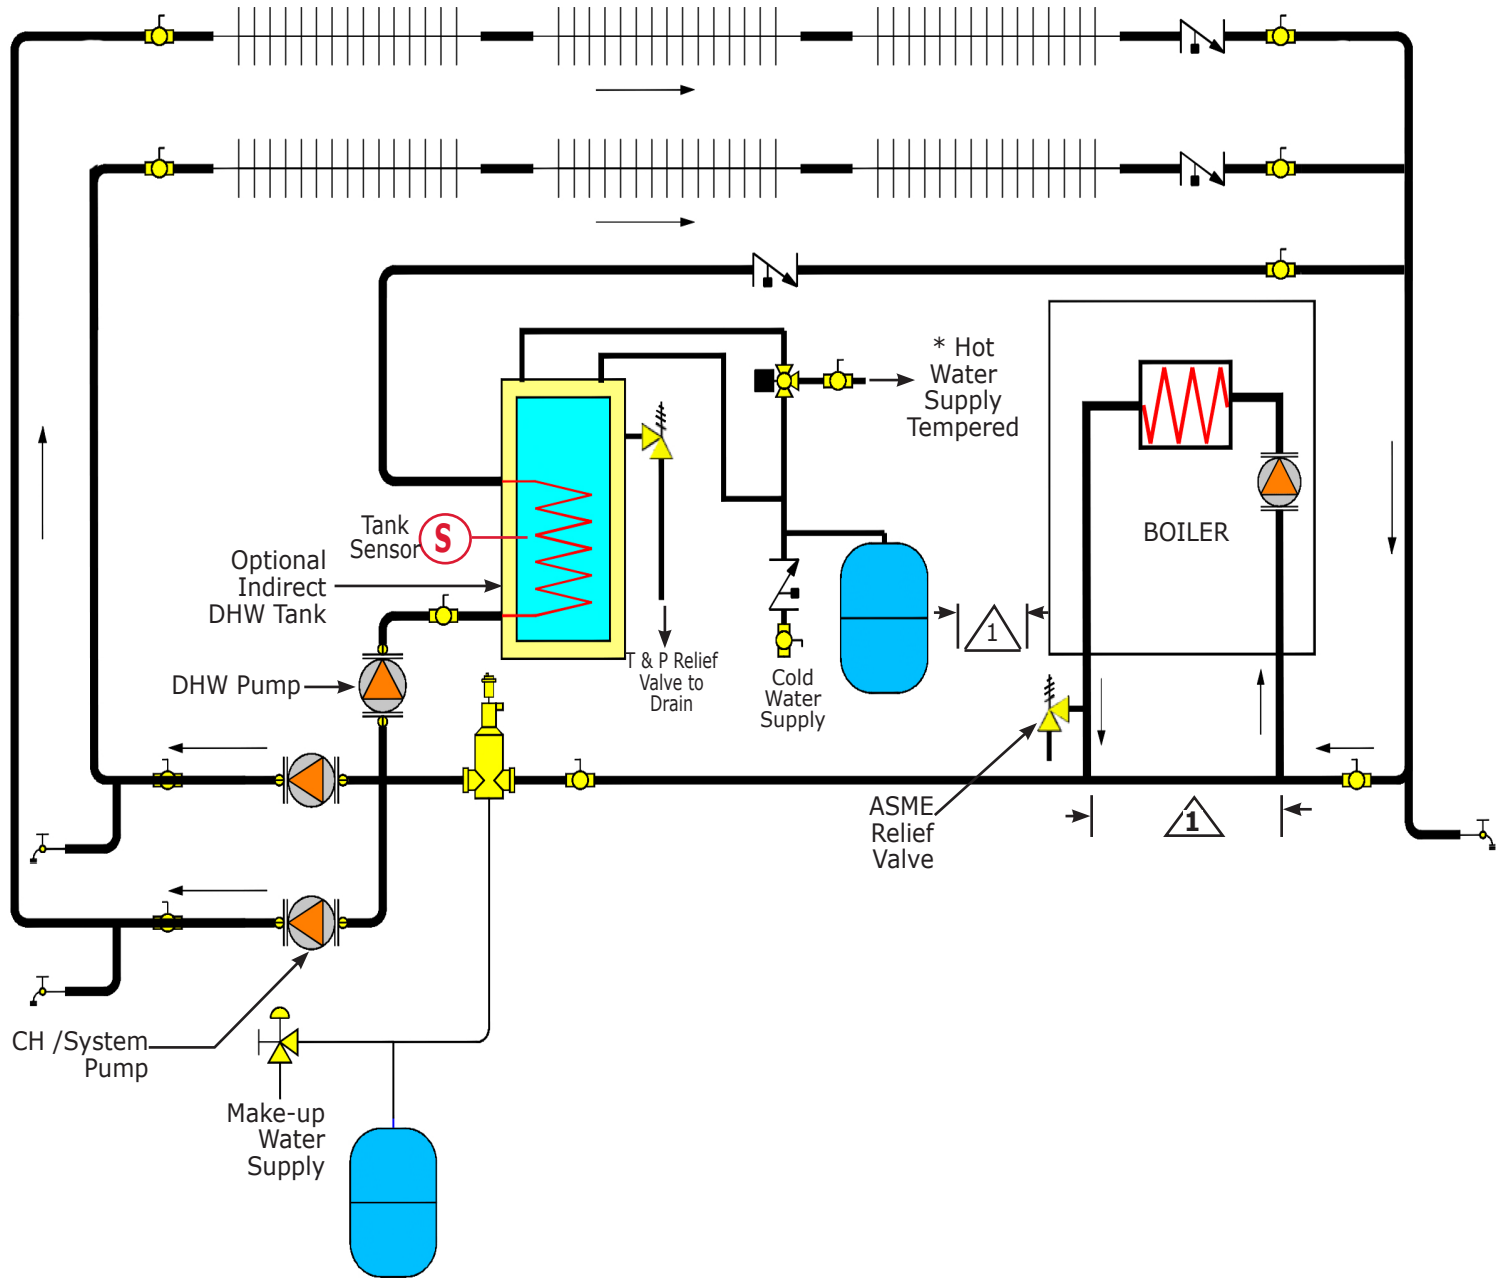 * Hot
Water
Supply
Tempered
BOILER
Tank
Sensor
S
Optional
Indirect
DHW Tank
1
T & P Relief
Valve to
Drain
Cold
Water
Supply
DHW Pump
ASME
Relief
Valve
1
CH /System
Pump
Make-up
Water
Supply